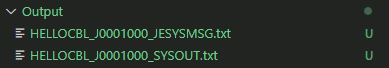 Output
HELLOCBL_J0001000_JESYSMSG.txt U
HELLOCBL_J0001000_SYSOUT.txt U